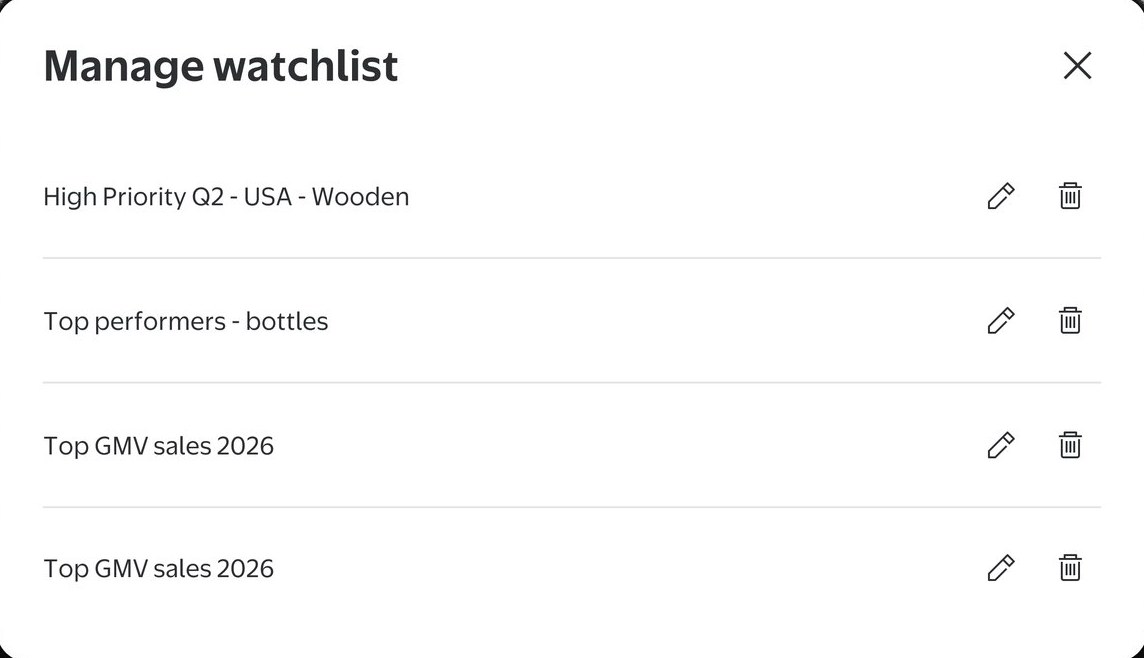 Manage watchlist
High Priority Q2 - USA - Wooden
Top performers - bottles
Top GMV sales 2026
Top GMV sales 2026